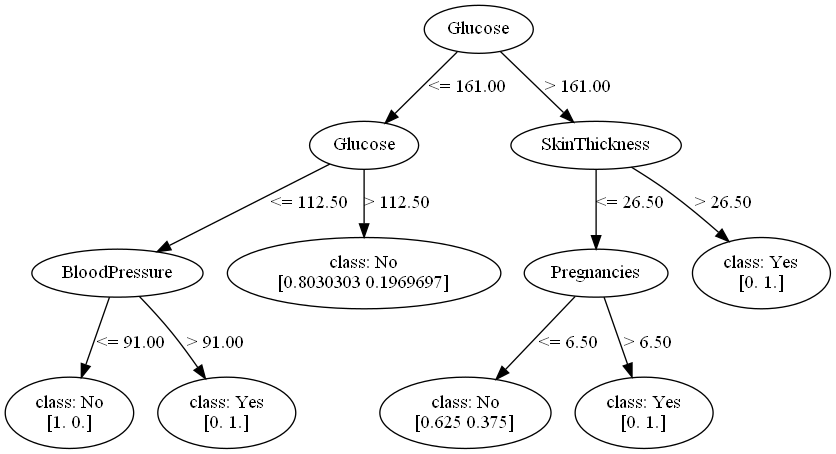 Glucose
<= 161.00
> 161.00
Glucose
SkinThickness
<= 112.50
> 112.50
<= 26.50
> 26.50
BloodPressure
class: No
[0.8030303 0.1969697]
Pregnancies
class: Yes
[0. 1.]
<= 91.00
> 91.00
<= 6.50
> 6.50
class: No
[1. 0.]
class: Yes
[0. 1.]
class: No
[0.625 0.375]
class: Yes
[0. 1.]